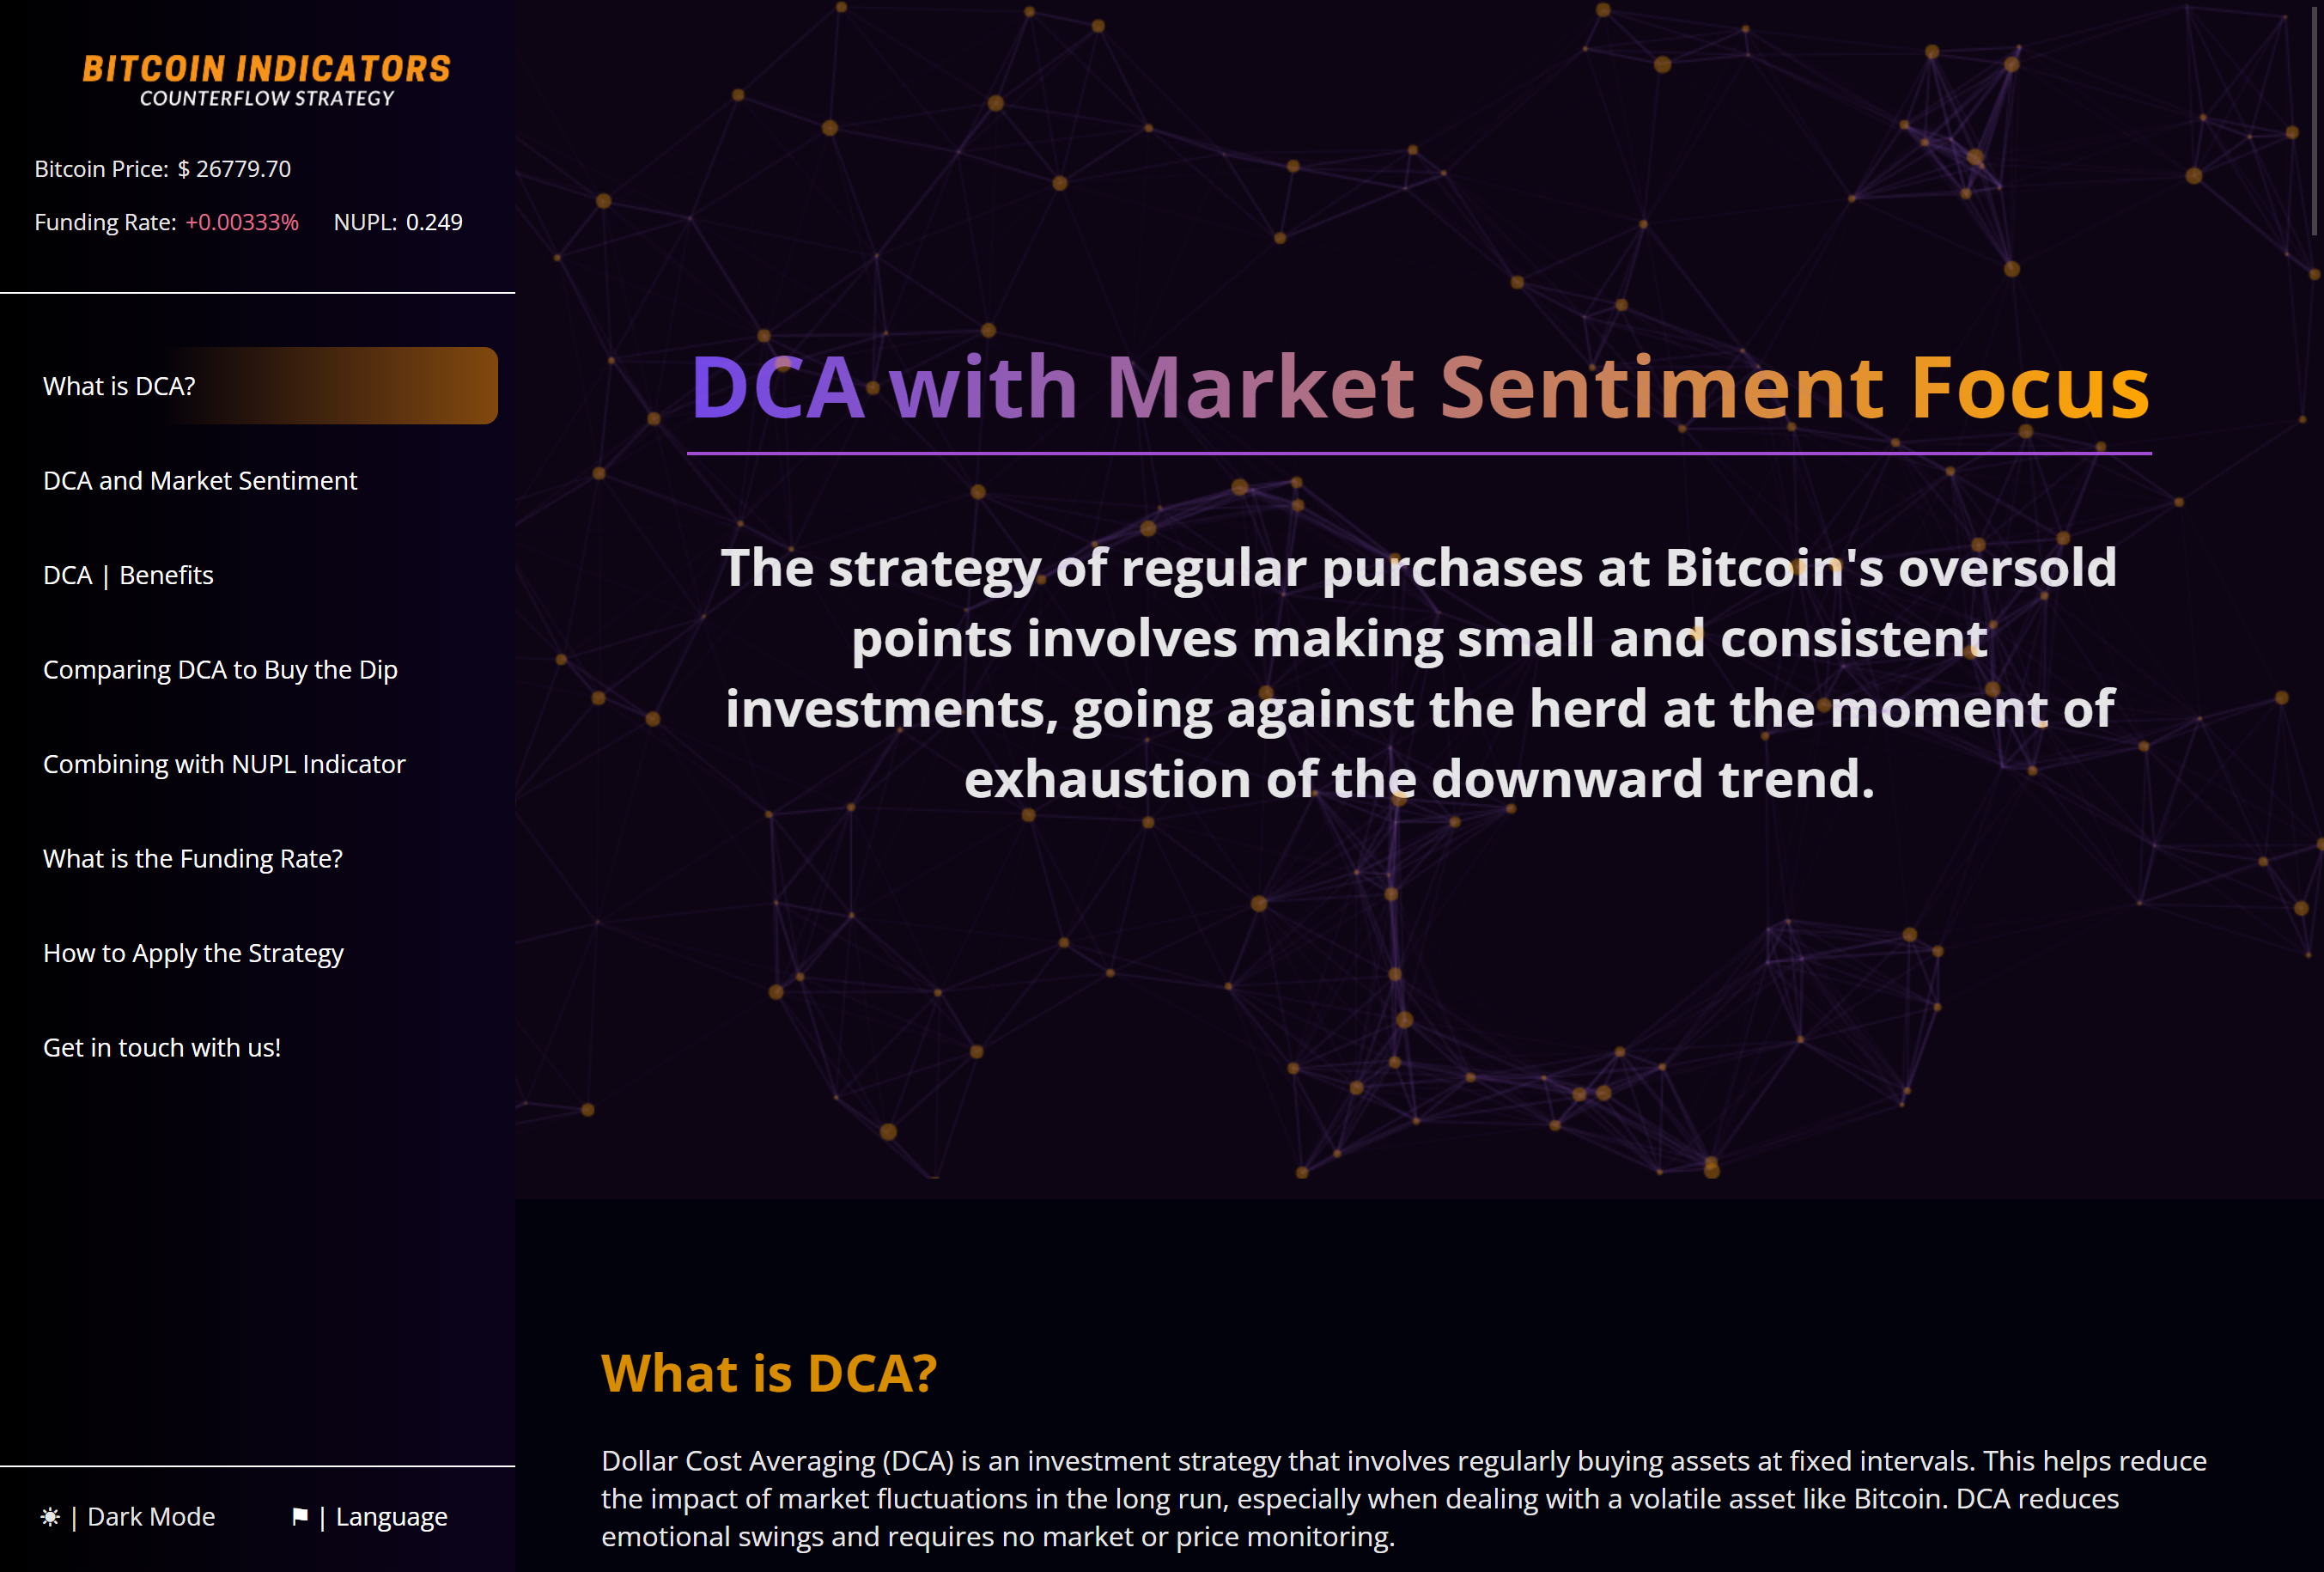 BITCOIN INDICATORS
COUNTERFLOW STRATEGY
Bitcoin Price: $ 26779.70
Funding Rate: +0.00333% NUPL: 0.249
What is DCA?
DCA and Market Sentiment
DCA | Benefits
Comparing DCA to Buy the Dip
Combining with NUPL Indicator
What is the Funding Rate?
How to Apply the Strategy
Get in touch with us!
| Dark Mode
| Language
DCA with Market Sentiment Focus
The strategy of regular purchases at Bitcoin's oversold
points involves making small and consistent
investments, going against the herd at the moment of
exhaustion of the downward trend.
What is DCA?
Dollar Cost Averaging (DCA) is an investment strategy that involves regularly buying assets at fixed intervals. This helps reduce
the impact of market fluctuations in the long run, especially when dealing with a volatile asset like Bitcoin. DCA reduces
emotional swings and requires no market or price monitoring.